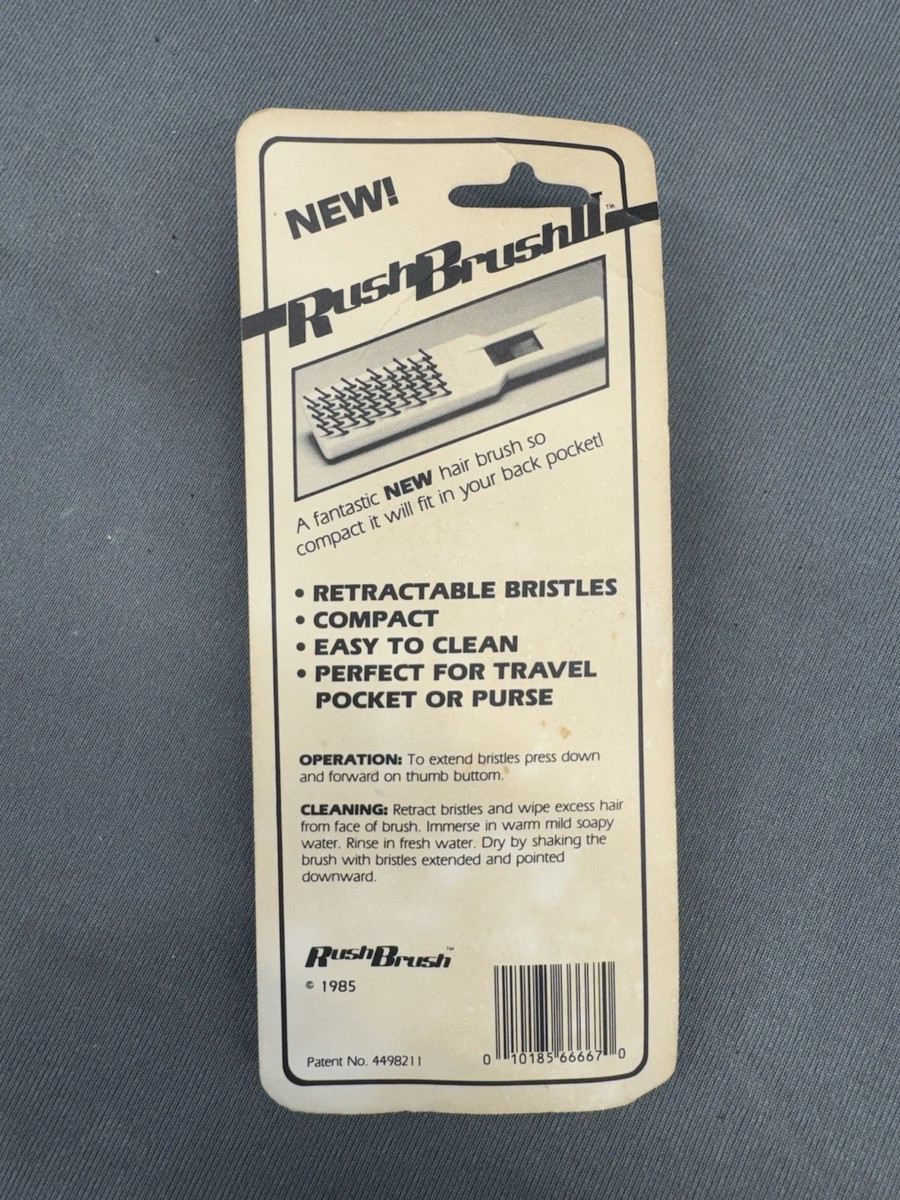 NEW!
RushBrush II™
A fantastic NEW hair brush so
compact it will fit in your back pocket!
• RETRACTABLE BRISTLES
• COMPACT
• EASY TO CLEAN
• PERFECT FOR TRAVEL
POCKET OR PURSE
OPERATION: To extend bristles press down
and forward on thumb buttom.
CLEANING: Retract bristles and wipe excess hair
from face of brush. Immerse in warm mild soapy
water. Rinse in fresh water. Dry by shaking the
brush with bristles extended and pointed
downward.
RushBrush™
© 1985
Patent No. 4498211
0 10185 66667 0